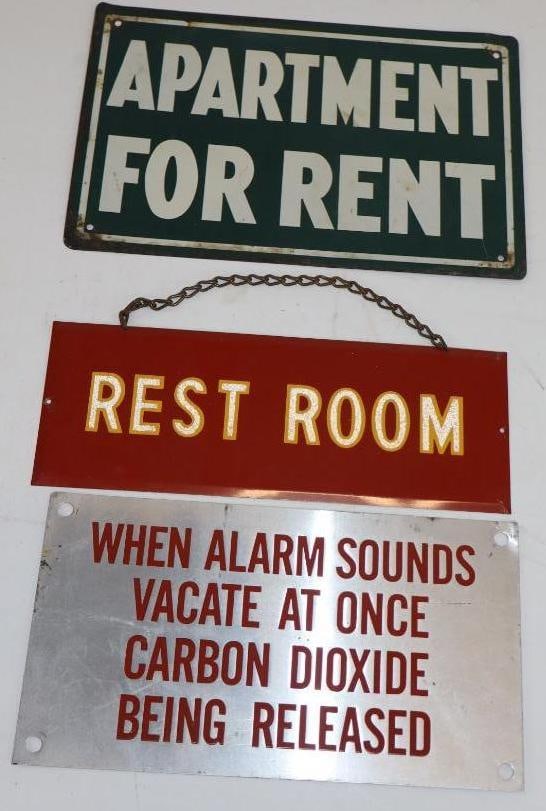 APARTMENT
FOR RENT
REST ROOM
WHEN ALARM SOUNDS
VACATE AT ONCE
CARBON DIOXIDE
BEING RELEASED